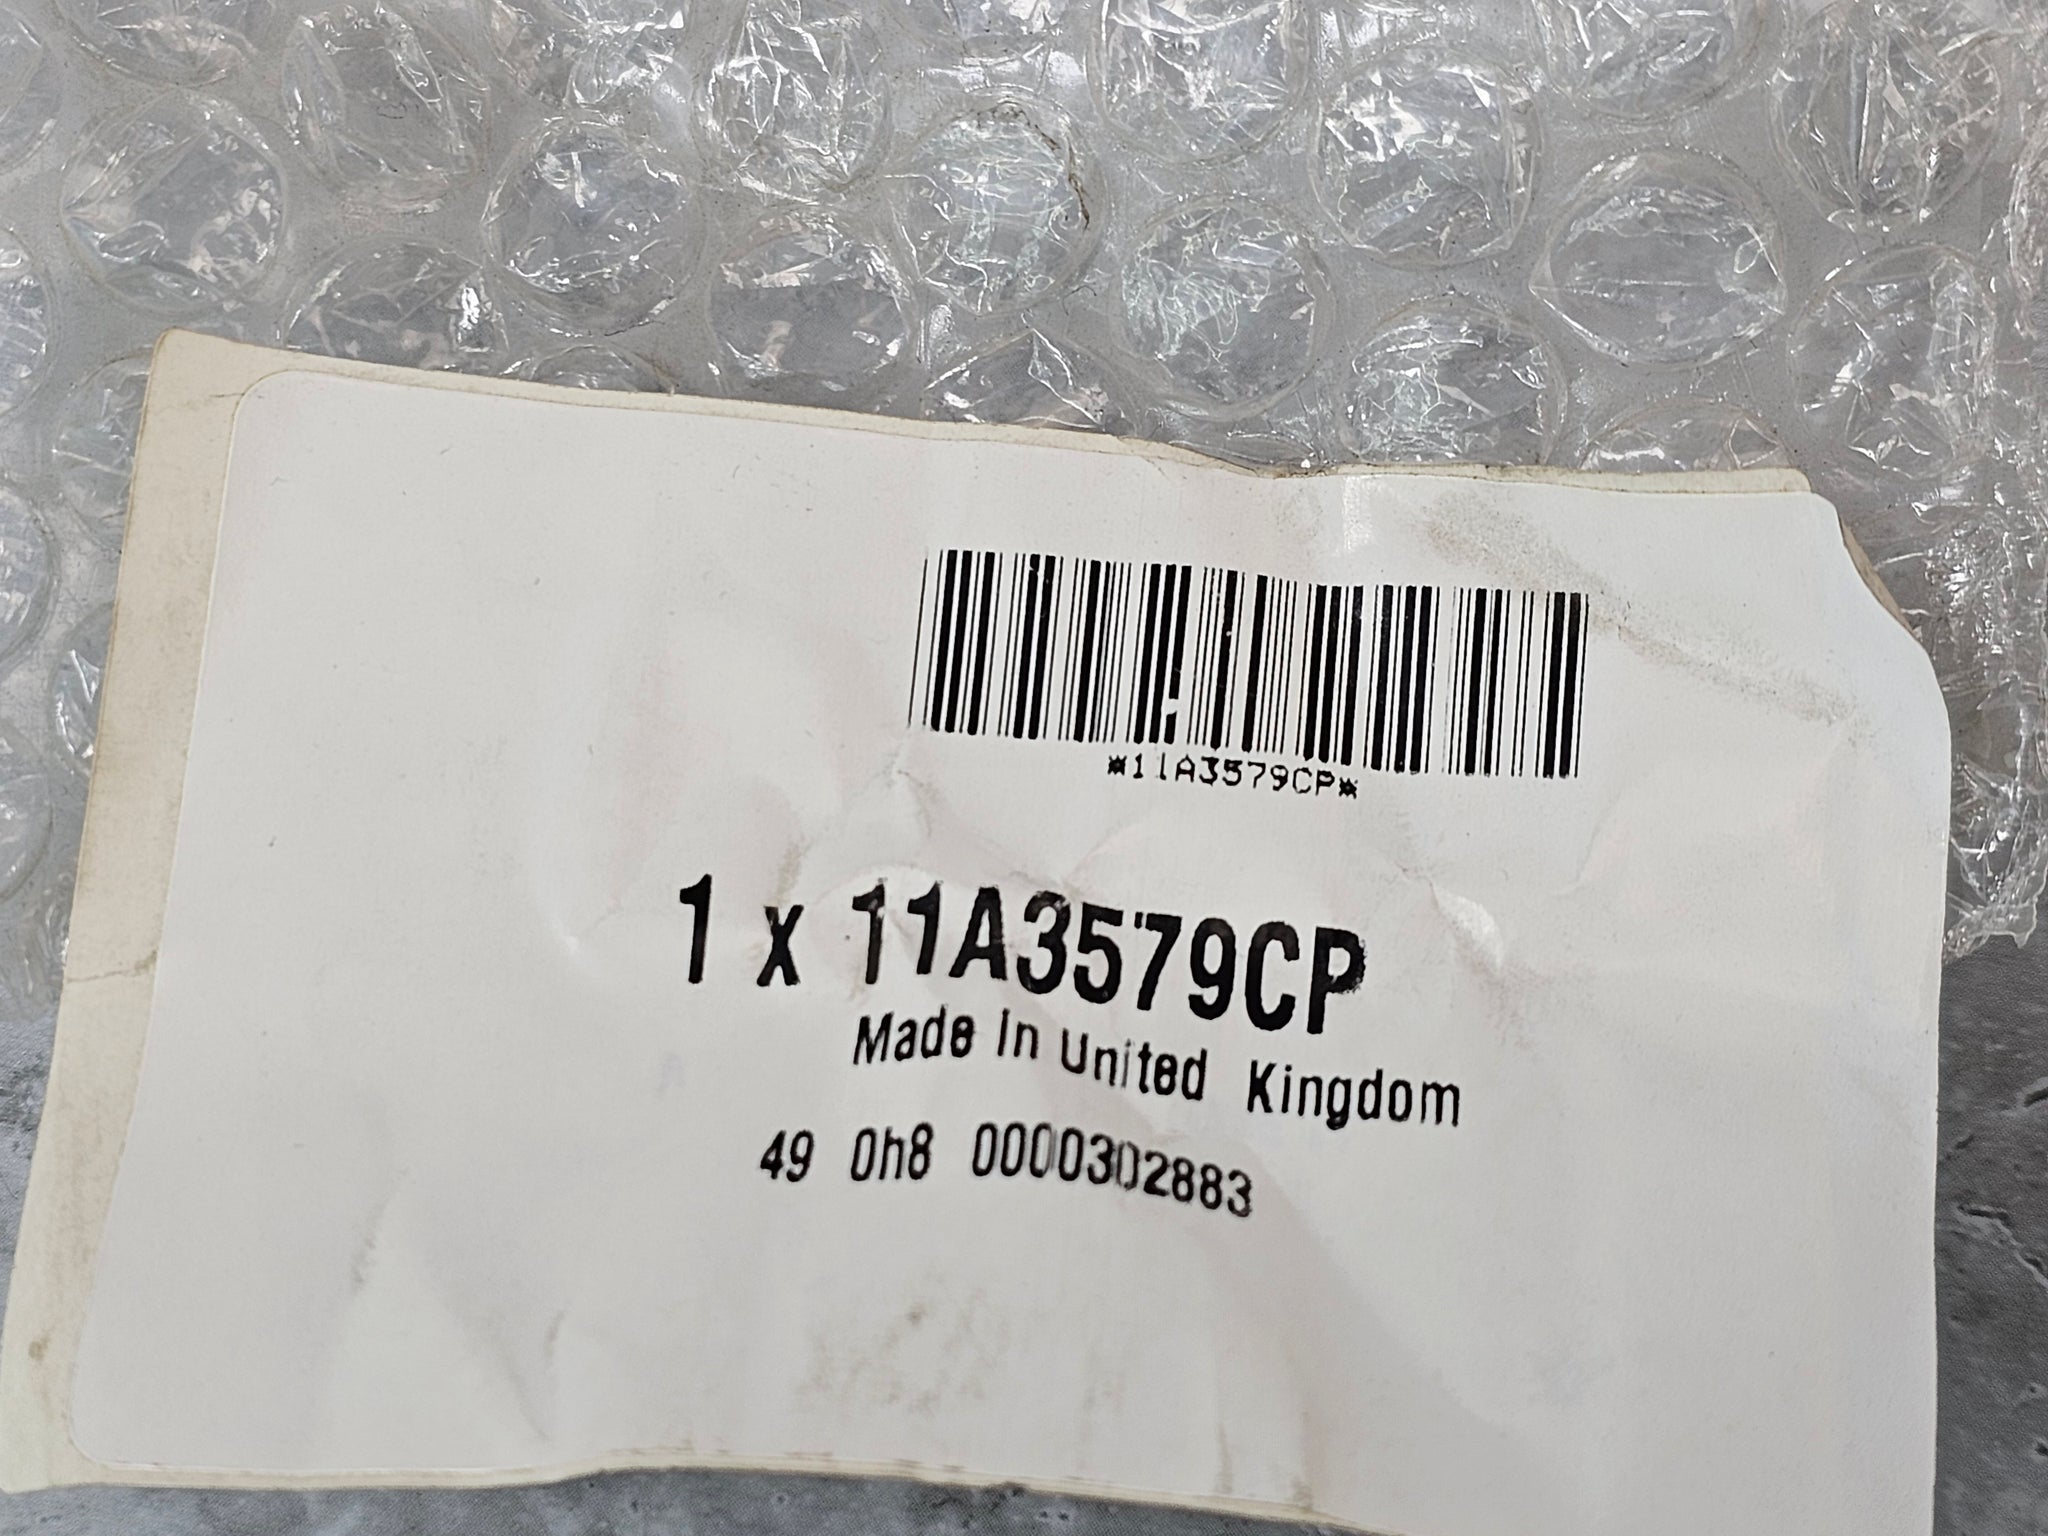 *11A3579CP*
1 x 11A3579CP
Made In United Kingdom
49 0h8 0000302883